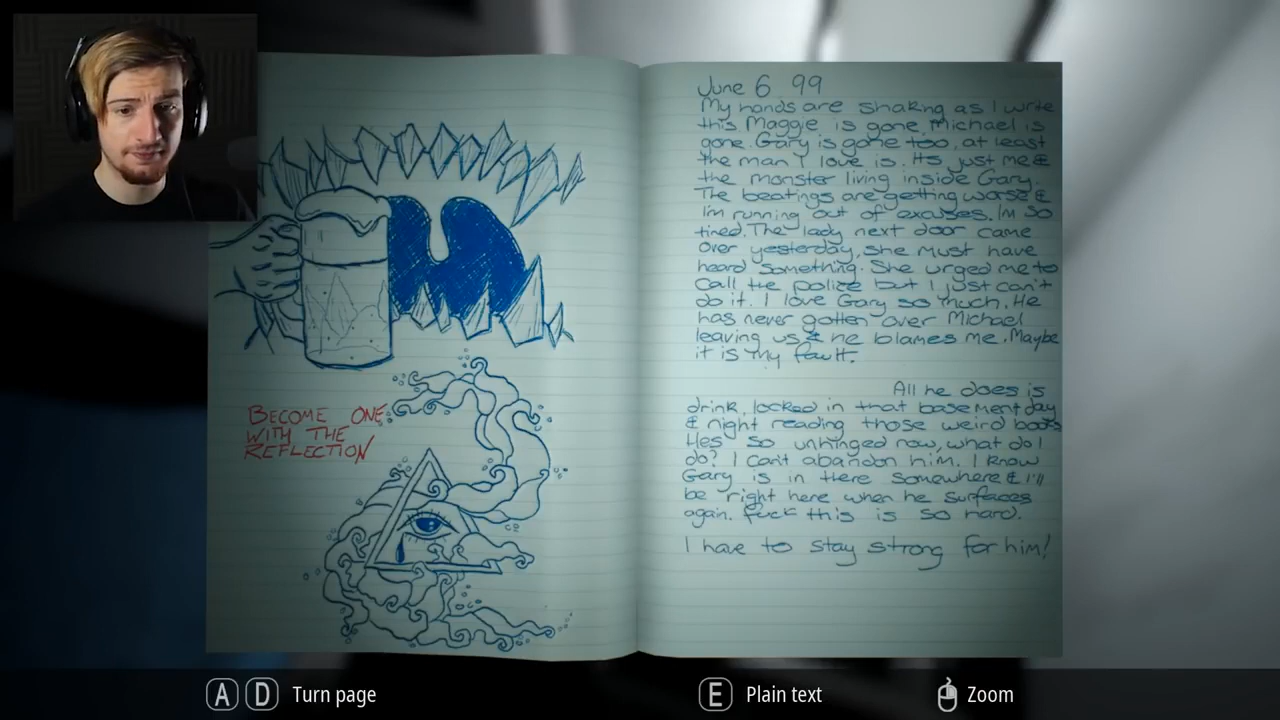 BECOME ONE
WITH THE
REFLECTION
June 6 99
My hands are shaking as I write
this Maggie is gone, Michael is
gone. Gary is gone too, at least
the man I love is. Its just me &
the monster living inside Gary.
The beatings are getting worse &
I'm running out of excuses. Im so
tired. The lady next door came
over yesterday, she must have
heard something. She urged me to
call the police but I just can't
do it. I love Gary so much. He
has never gotten over Michael
leaving us & he blames me. Maybe
it is my fault.
All he does is
drink, locked in that basement day
& night reading those weird books
Hes so unhinged now, what do I
do? I can't abandon him. I know
Gary is in there somewhere & I'll
be right here when he surfaces
again. Fuck this is so hard.
I have to stay strong for him!
A D Turn page
E Plain text
Zoom